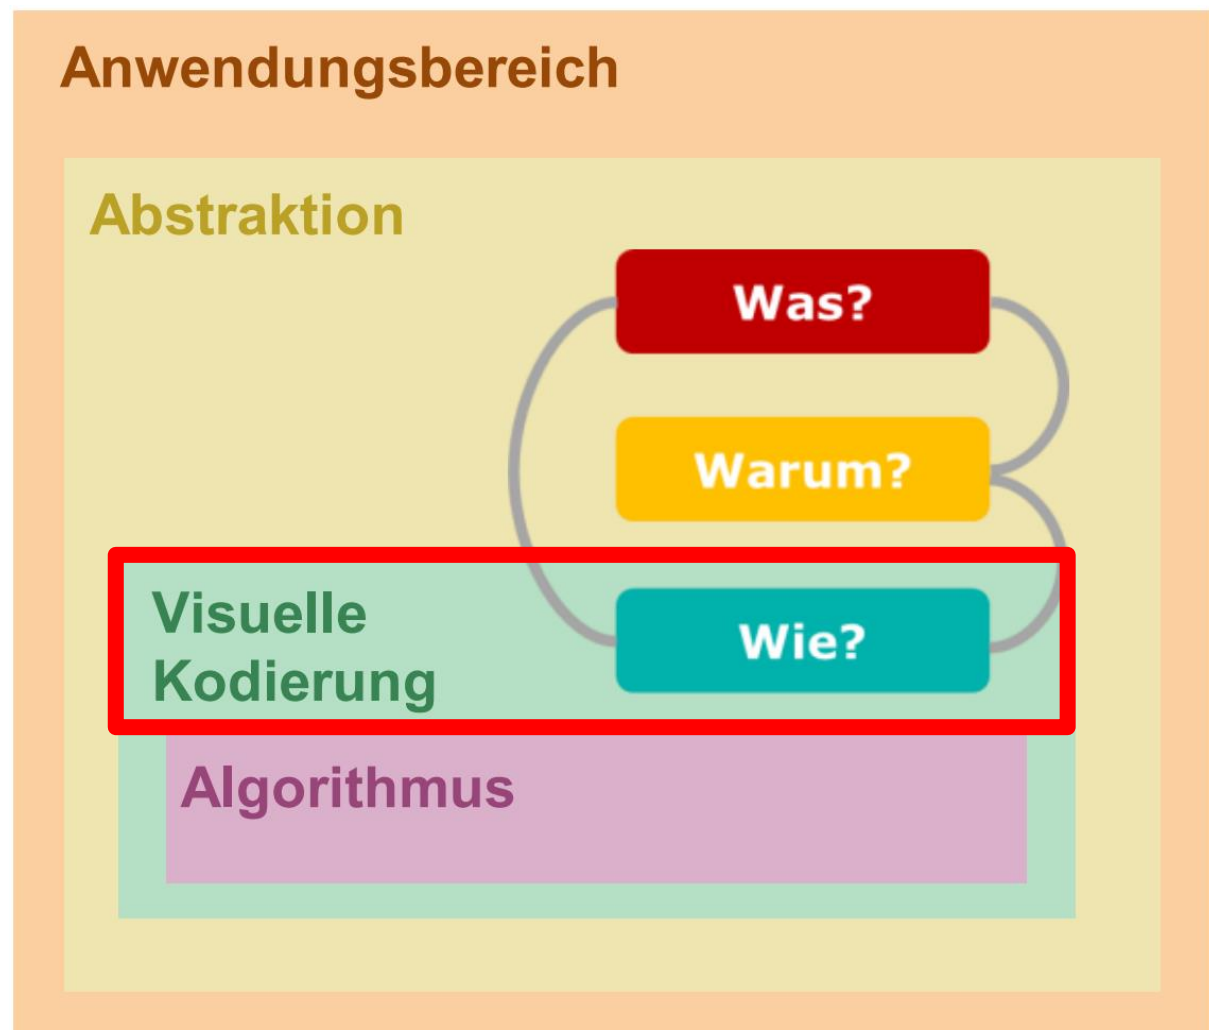 Anwendungsbereich
Abstraktion
Was?
Warum?
Visuelle
Kodierung
Wie?
Algorithmus